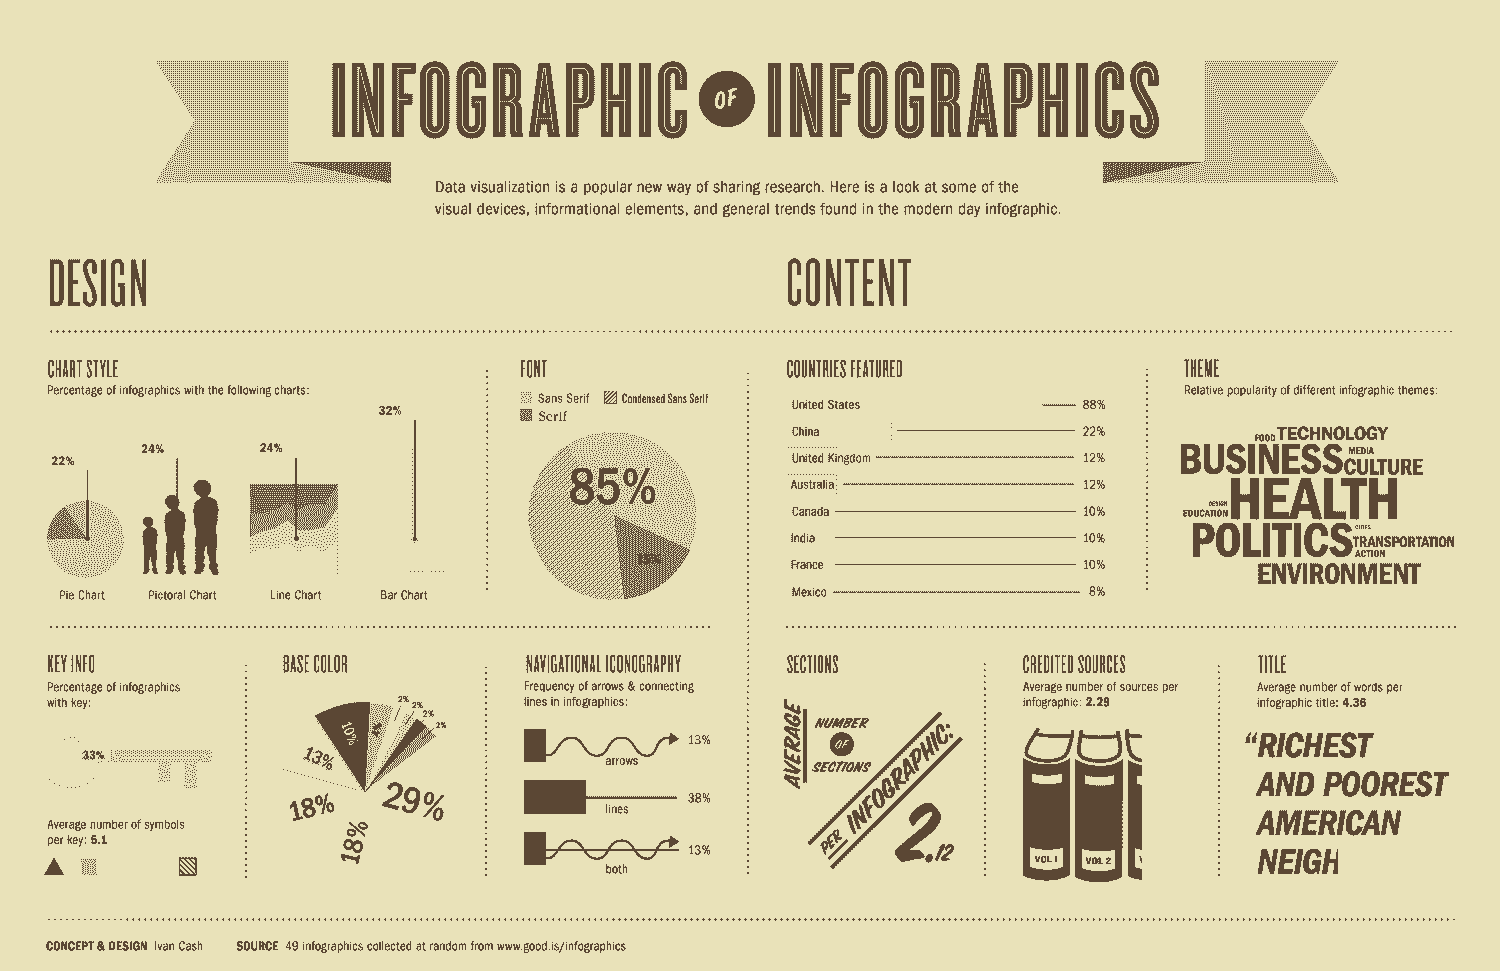 INFOGRAPHIC OF INFOGRAPHICS
Data visualization is a popular new way of sharing research. Here is a look at some of the
visual devices, informational elements, and general trends found in the modern day infographic.
DESIGN
CHART STYLE
Percentage of infographics with the following charts:
22%
24%
24%
32%
Pie Chart
Pictoral Chart
Line Chart
Bar Chart
FONT
Sans Serif
Condensed Sans Serif
Serif
85%
KEY INFO
Percentage of infographics
with key:
33%
Average number of symbols
per key: 5.1
BASE COLOR
10%
2%
2%
2%
2%
13%
18%
18%
29%
NAVIGATIONAL ICONOGRAPHY
Frequency of arrows & connecting
lines in infographics:
13%
arrows
38%
lines
13%
both
CONTENT
COUNTRIES FEATURED
United States 88%
China 22%
United Kingdom 12%
Australia 12%
Canada 10%
India 10%
France 10%
Mexico 8%
THEME
Relative popularity of different infographic themes:
FOOD TECHNOLOGY
BUSINESS MEDIA
CULTURE
DESIGN
EDUCATION HEALTH
POLITICS CITIES
TRANSPORTATION
ACTION
ENVIRONMENT
SECTIONS
AVERAGE
NUMBER
OF
SECTIONS
PER INFOGRAPHIC:
2.12
CREDITED SOURCES
Average number of sources per
infographic: 2.29
VOL 1
VOL 2
V
TITLE
Average number of words per
infographic title: 4.36
“RICHEST
AND POOREST
AMERICAN
NEIGH
CONCEPT & DESIGN Ivan Cash
SOURCE 49 infographics collected at random from www.good.is/infographics